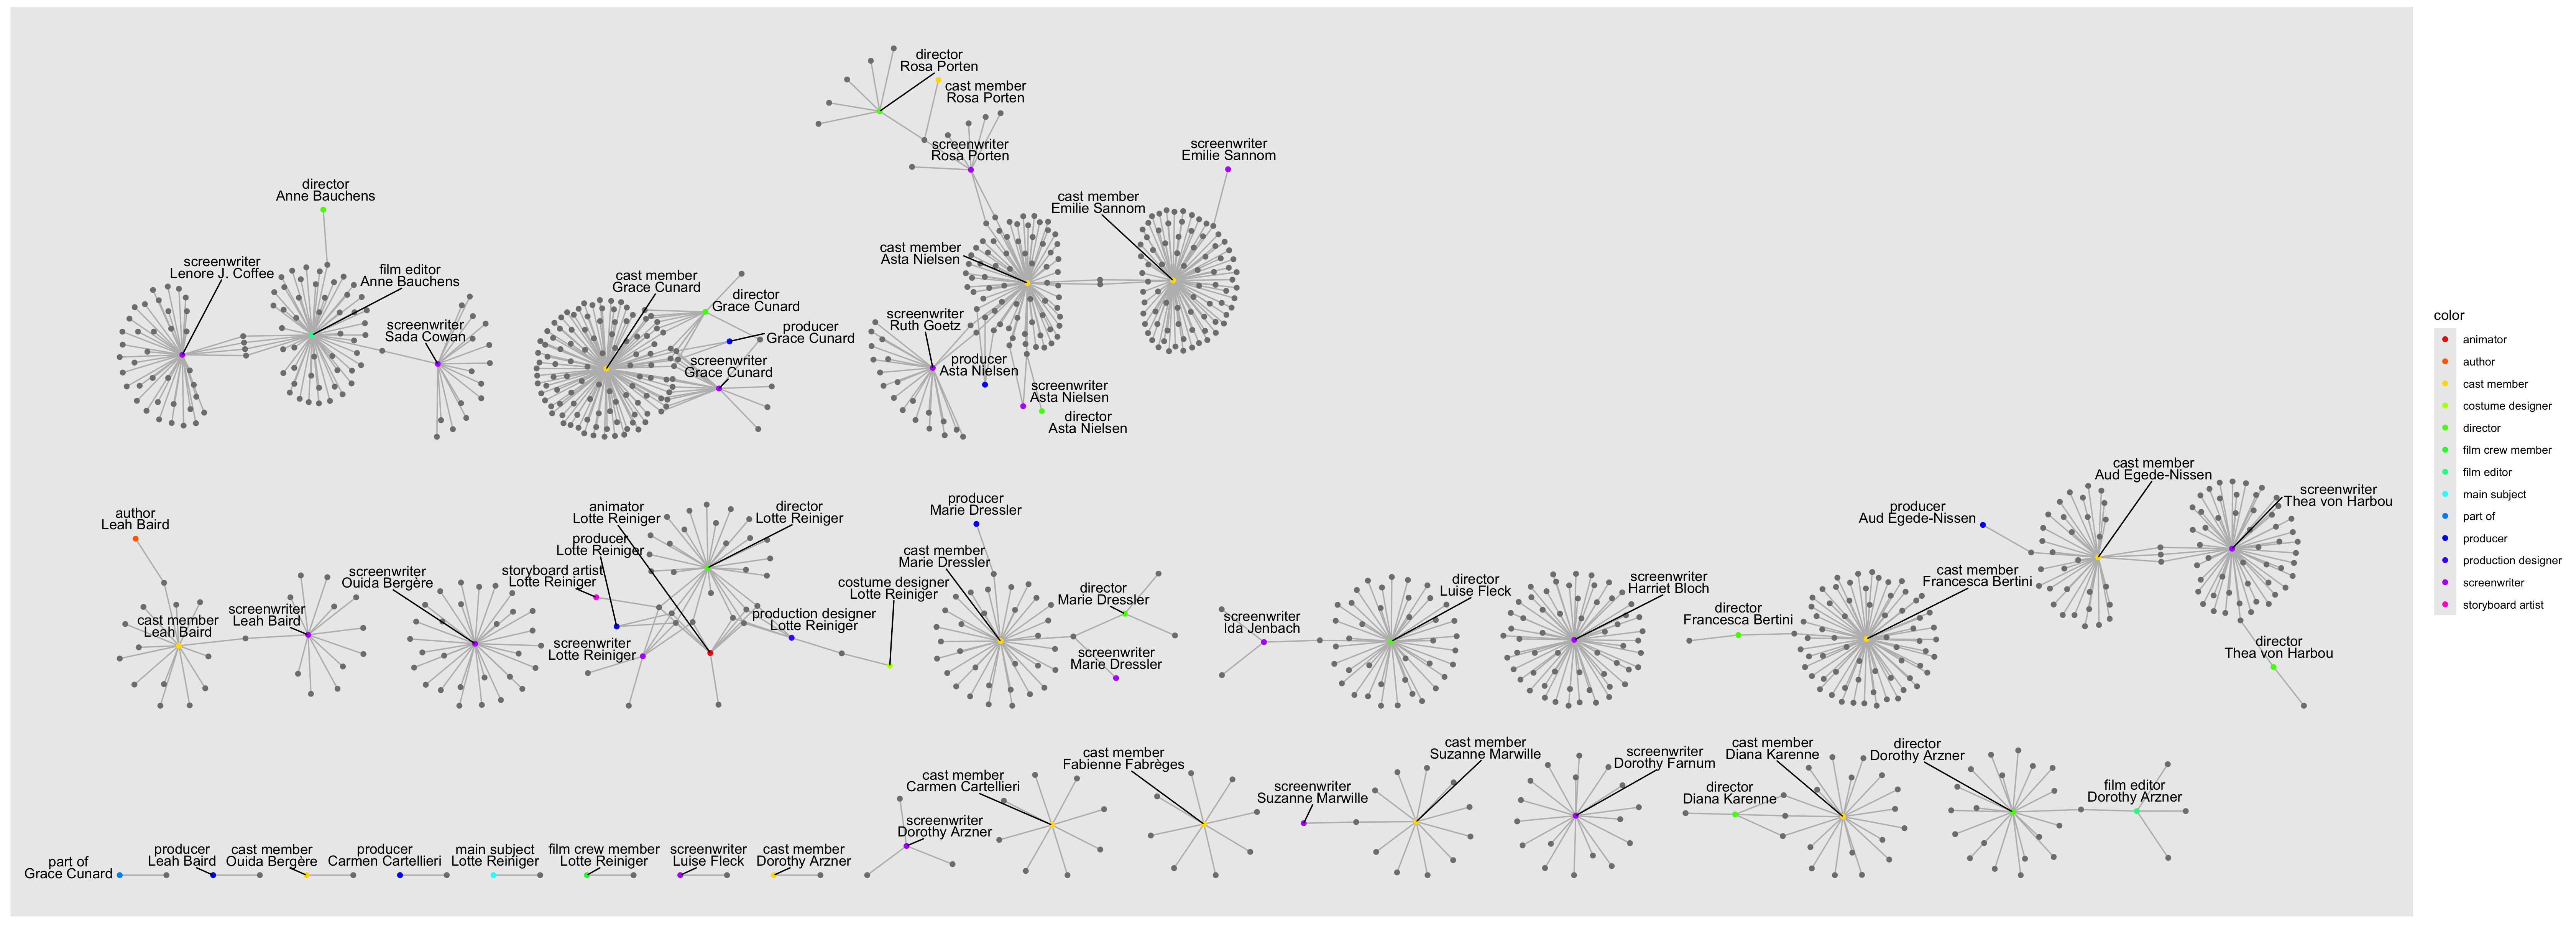 director
Rosa Porten
cast member
Rosa Porten
screenwriter
Rosa Porten
screenwriter
Emilie Sannom
director
Anne Bauchens
cast member
Emilie Sannom
screenwriter
Lenore J. Coffee
film editor
Anne Bauchens
cast member
Grace Cunard
cast member
Asta Nielsen
director
Grace Cunard
screenwriter
Sada Cowan
producer
Grace Cunard
screenwriter
Ruth Goetz
screenwriter
Grace Cunard
producer
Asta Nielsen
screenwriter
Asta Nielsen
director
Asta Nielsen
cast member
Aud Egede-Nissen
screenwriter
Thea von Harbou
author
Leah Baird
animator
Lotte Reiniger
director
Lotte Reiniger
producer
Marie Dressler
producer
Aud Egede-Nissen
producer
Lotte Reiniger
cast member
Marie Dressler
screenwriter
Ouida Bergère
storyboard artist
Lotte Reiniger
costume designer
Lotte Reiniger
director
Marie Dressler
director
Luise Fleck
screenwriter
Harriet Bloch
cast member
Francesca Bertini
cast member
Leah Baird
screenwriter
Leah Baird
production designer
Lotte Reiniger
screenwriter
Ida Jenbach
director
Francesca Bertini
screenwriter
Lotte Reiniger
screenwriter
Marie Dressler
director
Thea von Harbou
cast member
Carmen Cartellieri
cast member
Fabienne Fabrèges
cast member
Suzanne Marwille
screenwriter
Dorothy Farnum
cast member
Diana Karenne
director
Dorothy Arzner
screenwriter
Suzanne Marwille
director
Diana Karenne
film editor
Dorothy Arzner
screenwriter
Dorothy Arzner
part of
Grace Cunard
producer
Leah Baird
cast member
Ouida Bergère
producer
Carmen Cartellieri
main subject
Lotte Reiniger
film crew member
Lotte Reiniger
screenwriter
Luise Fleck
cast member
Dorothy Arzner
color
animator
author
cast member
costume designer
director
film crew member
film editor
main subject
part of
producer
production designer
screenwriter
storyboard artist